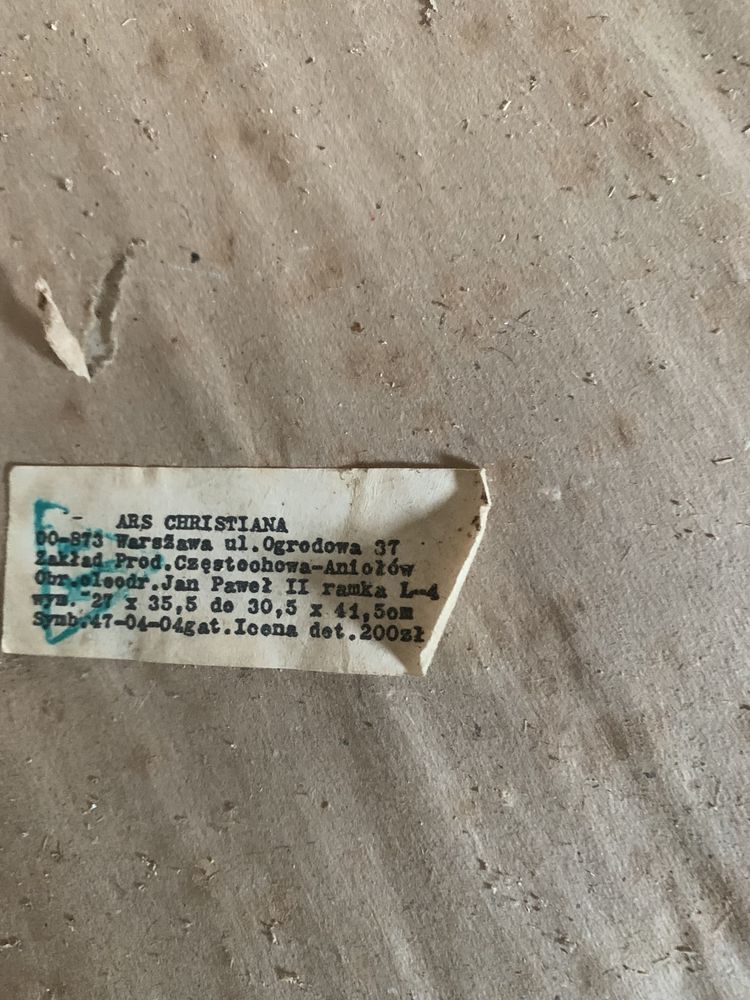 ARS CHRISTIANA
00-873 Warszawa ul.Ogrodowa 37
Zakład Prod.Częstochowa-Aniołów
Obr.oleodr.Jan Paweł II ramka L-4
wym. 27 x 35,5 do 30,5 x 41,5cm
Symb.47-04-04gat.Icena det.200zł